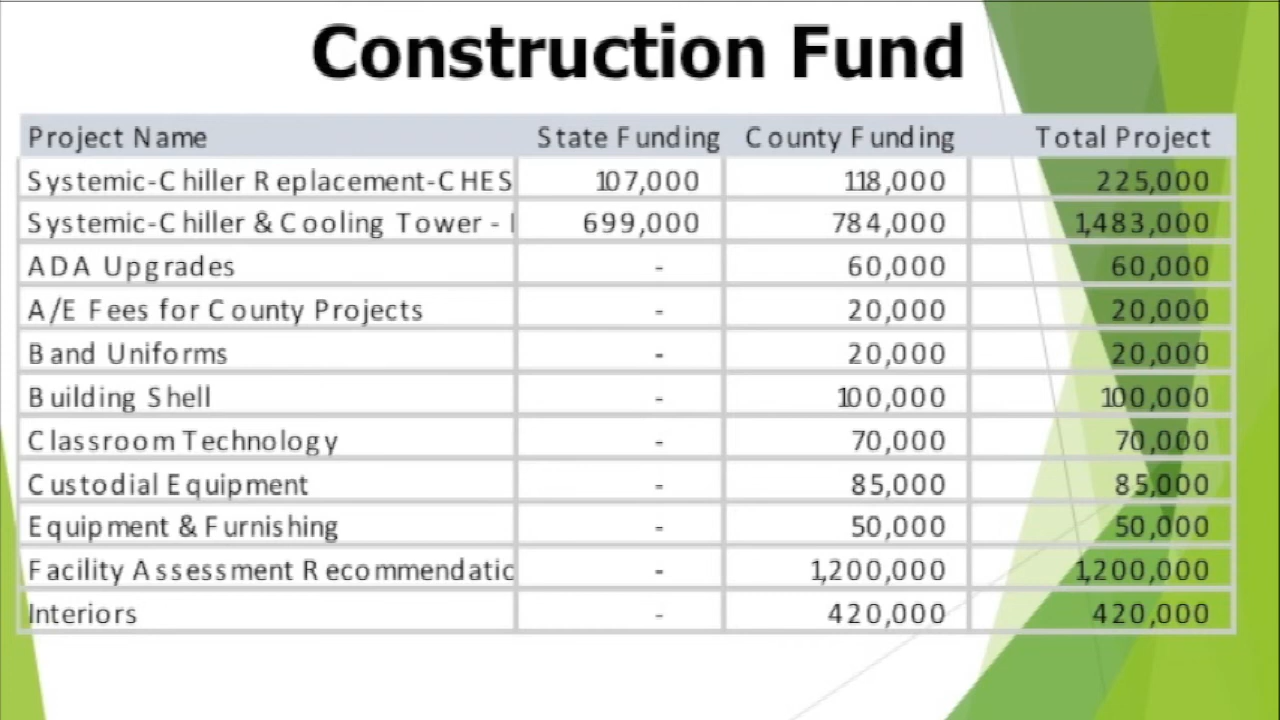 Construction Fund
Project Name State Funding County Funding Total Project
Systemic-Chiller Replacement-CHES 107,000 118,000 225,000
Systemic-Chiller & Cooling Tower - 699,000 784,000 1,483,000
ADA Upgrades - 60,000 60,000
A/E Fees for County Projects - 20,000 20,000
Band Uniforms - 20,000 20,000
Building Shell - 100,000 100,000
Classroom Technology - 70,000 70,000
Custodial Equipment - 85,000 85,000
Equipment & Furnishing - 50,000 50,000
Facility Assessment Recommendatio - 1,200,000 1,200,000
Interiors - 420,000 420,000